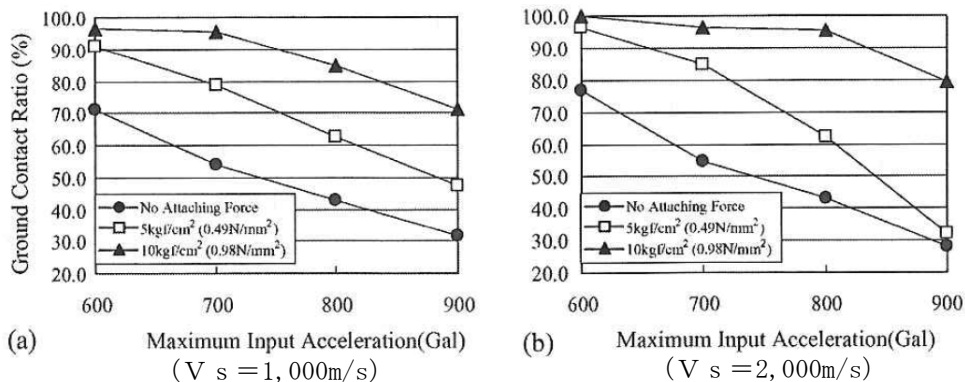 Ground Contact Ratio (%)
100.0
90.0
80.0
70.0
60.0
50.0
40.0
30.0
20.0
No Attaching Force
5kgf/cm² (0.49N/mm²)
10kgf/cm² (0.98N/mm²)
600 700 800 900
(a) Maximum Input Acceleration(Gal)
(Vs=1,000m/s)
100.0
90.0
80.0
70.0
60.0
50.0
40.0
30.0
20.0
No Attaching Force
5kgf/cm² (0.49N/mm²)
10kgf/cm² (0.98N/mm²)
600 700 800 900
(b) Maximum Input Acceleration(Gal)
(Vs=2,000m/s)